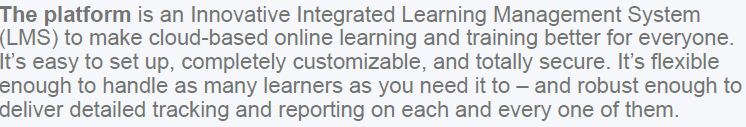 The platform is an Innovative Integrated Learning Management System
(LMS) to make cloud-based online learning and training better for everyone.
It's easy to set up, completely customizable, and totally secure. It's flexible
enough to handle as many learners as you need it to – and robust enough to
deliver detailed tracking and reporting on each and every one of them.